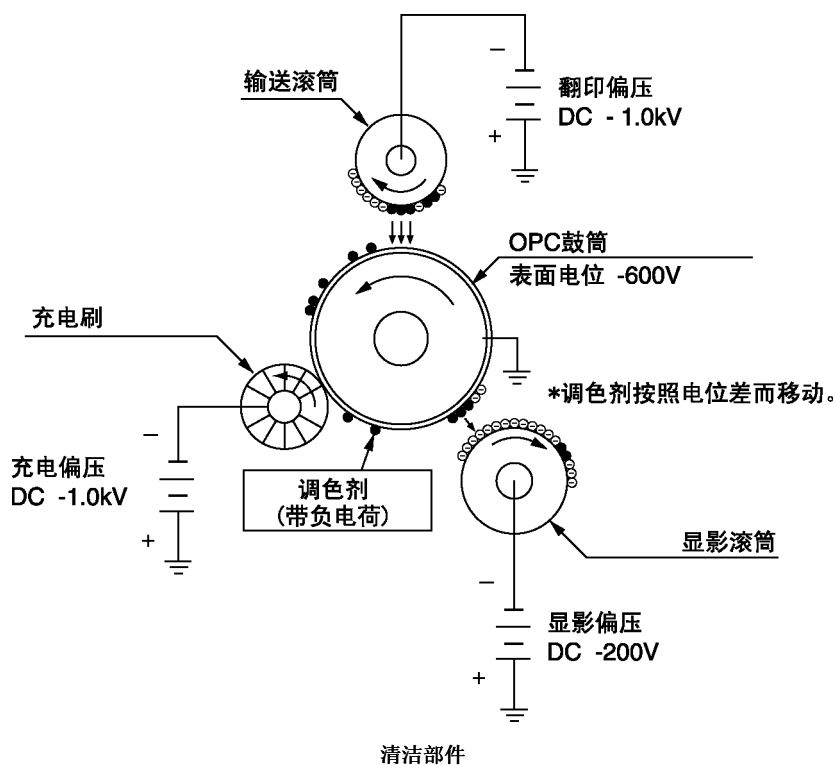 输送滚筒
−
翻印偏压
DC - 1.0kV
+
OPC鼓筒
表面电位 -600V
充电刷
*调色剂按照电位差而移动。
−
充电偏压
DC -1.0kV
+
调色剂
(带负电荷)
显影滚筒
−
显影偏压
DC -200V
+
清洁部件